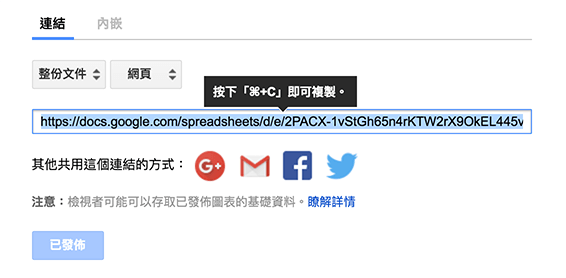 連結 內嵌
整份文件 網頁
按下「⌘+C」即可複製。
https://docs.google.com/spreadsheets/d/e/2PACX-1vStGh65n4rKTW2rX9OkEL445v
其他共用這個連結的方式：
注意：檢視者可能可以存取已發佈圖表的基礎資料。瞭解詳情
已發佈